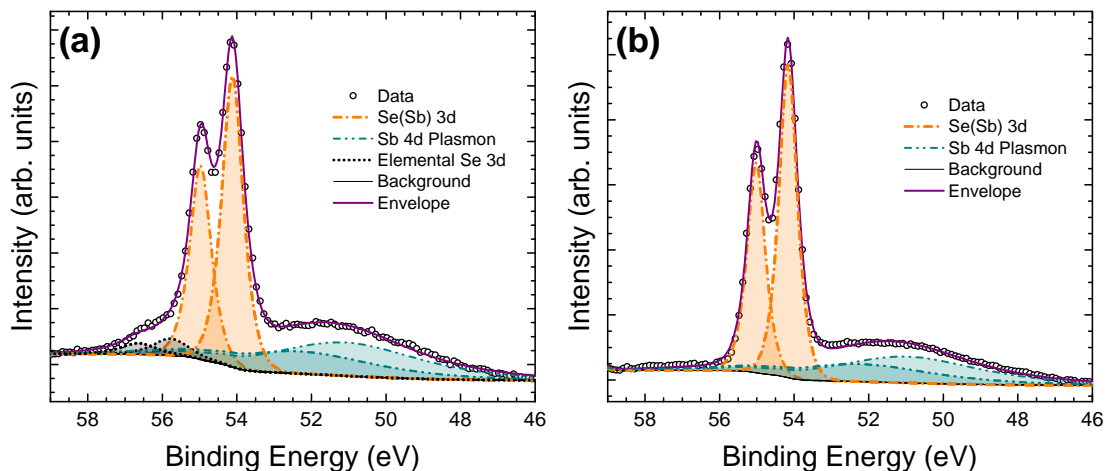 (a)
Intensity (arb. units)
Data
Se(Sb) 3d
Sb 4d Plasmon
Elemental Se 3d
Background
Envelope
58 56 54 52 50 48 46
Binding Energy (eV)
(b)
Intensity (arb. units)
Data
Se(Sb) 3d
Sb 4d Plasmon
Background
Envelope
58 56 54 52 50 48 46
Binding Energy (eV)